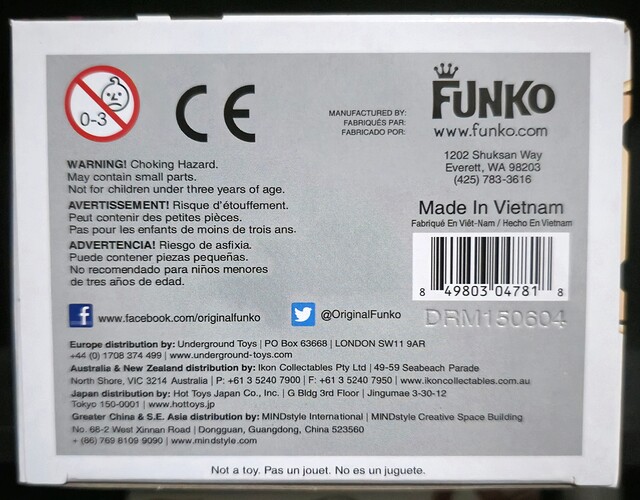 0-3
CE
MANUFACTURED BY:
FABRIQUÉS PAR:
FABRICADO POR:
FUNKO
www.funko.com
1202 Shuksan Way
Everett, WA 98203
(425) 783-3616
WARNING! Choking Hazard.
May contain small parts.
Not for children under three years of age.
AVERTISSEMENT! Risque d'étouffement.
Peut contenir des petites pièces.
Pas pour les enfants de moins de trois ans.
ADVERTENCIA! Riesgo de asfixia.
Puede contener piezas pequeñas.
No recomendado para niños menores
de tres años de edad.
Made In Vietnam
Fabriqué En Viêt-Nam / Hecho En Vietnam
8 49803 04781 8
DRM150604
f www.facebook.com/originalfunko
@OriginalFunko
Europe distribution by: Underground Toys | PO Box 63668 | LONDON SW11 9AR
+44 (0) 1708 374 499 | www.underground-toys.com
Australia & New Zealand distribution by: Ikon Collectables Pty Ltd | 49-59 Seabeach Parade
North Shore, VIC 3214 Australia | P: +61 3 5240 7900 | F: +61 3 5240 7950 | www.ikoncollectables.com.au
Japan distribution by: Hot Toys Japan Co., Inc. | G Bldg 3rd Floor | Jingumae 3-30-12
Tokyo 150-0001 | www.hottoys.jp
Greater China & S.E. Asia distribution by: MINDstyle International | MINDstyle Creative Space Building
No. 68-2 West Xinnan Road | Dongguan, Guangdong, China 523560
+ (86) 769 8109 9090 | www.mindstyle.com
Not a toy. Pas un jouet. No es un juguete.